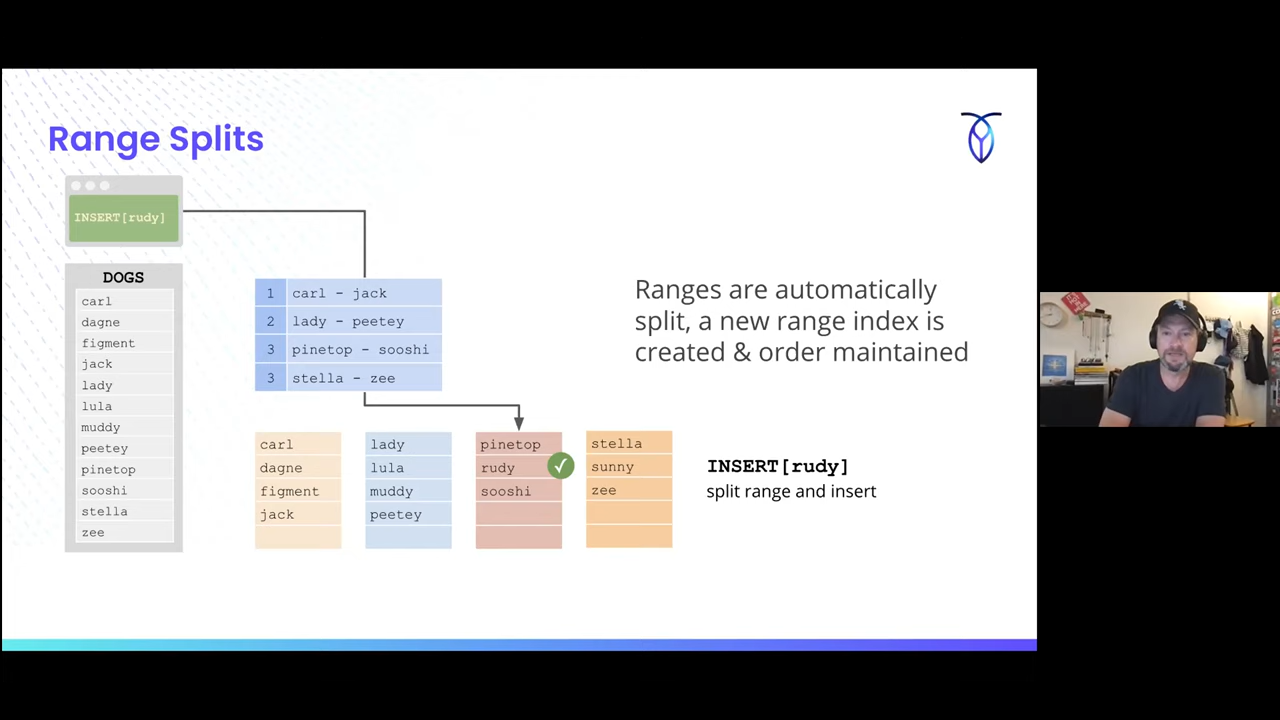 Range Splits
INSERT[rudy]
DOGS
carl
dagne
figment
jack
lady
lula
muddy
peetey
pinetop
sooshi
stella
zee
1 carl - jack
2 lady - peetey
3 pinetop - sooshi
3 stella - zee
carl
dagne
figment
jack
lady
lula
muddy
peetey
pinetop
rudy
sooshi
stella
sunny
zee
Ranges are automatically
split, a new range index is
created & order maintained
INSERT[rudy]
split range and insert